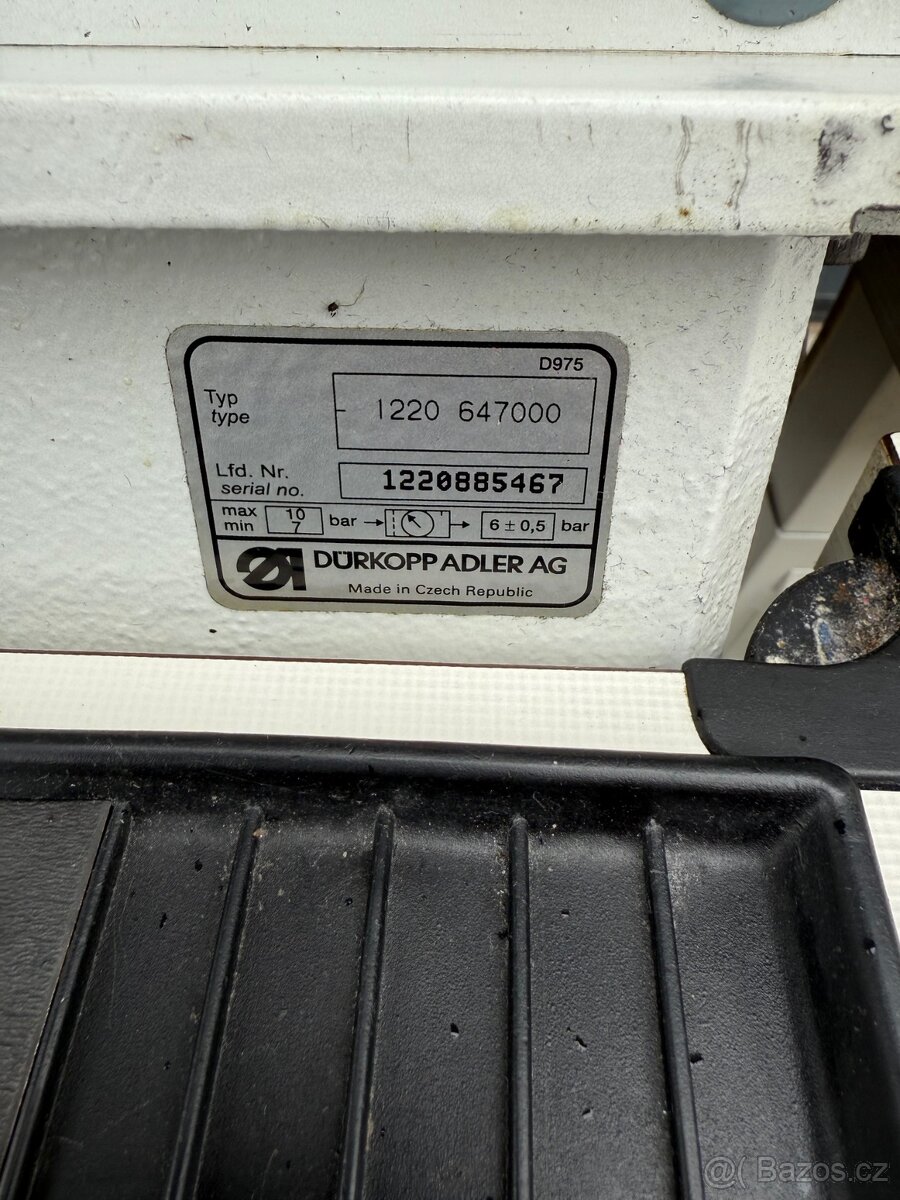 D975
Typ
type
1220 647000
Lfd. Nr.
serial no.
1220885467
max 10 bar 6 ± 0,5 bar
min 7
DÜRKOPP ADLER AG
Made in Czech Republic
@( Bazos.cz